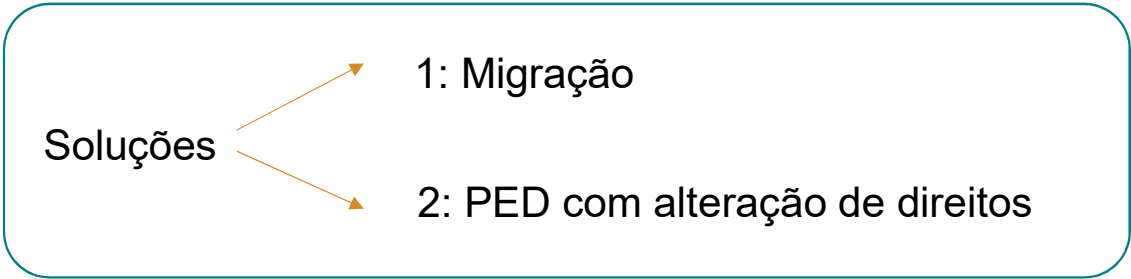 1: Migração
Soluções
2: PED com alteração de direitos